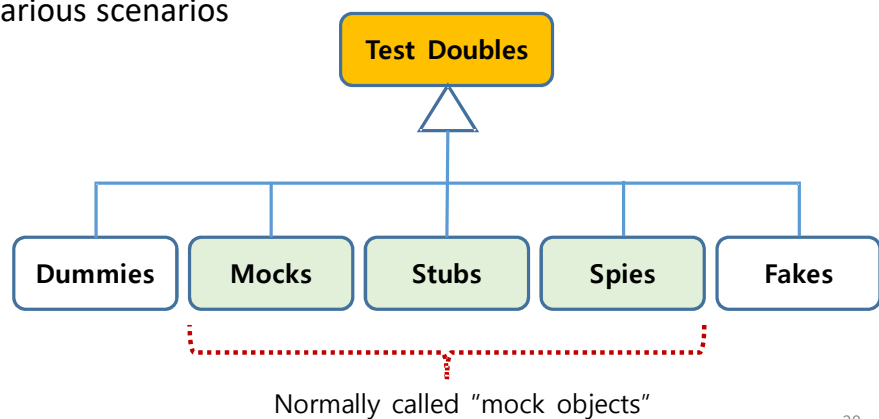 arious scenarios
Test Doubles
Dummies Mocks Stubs Spies Fakes
Normally called "mock objects"